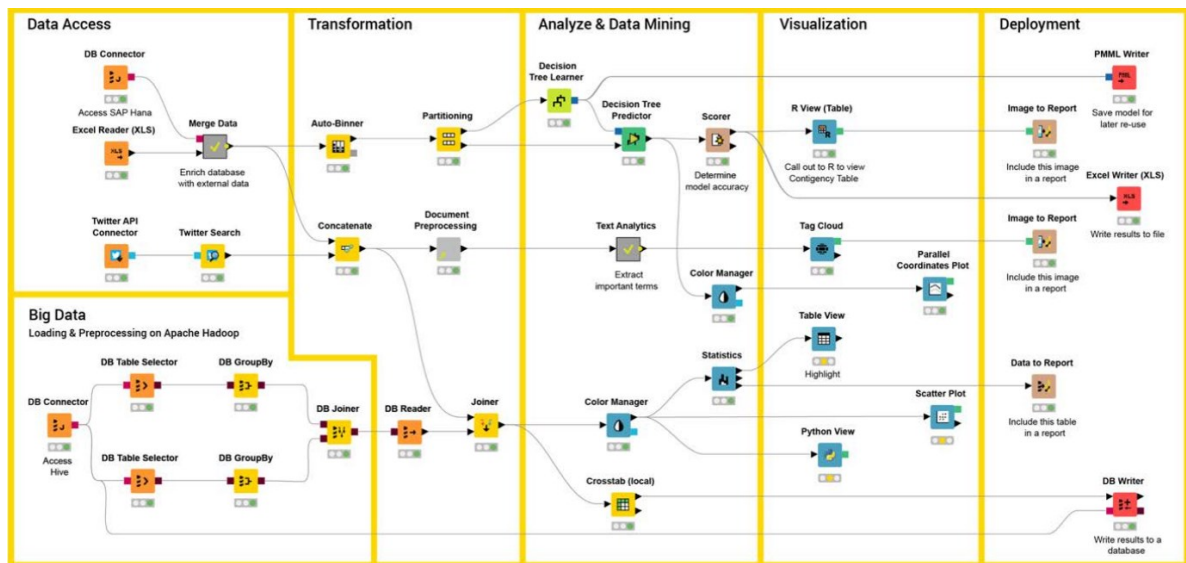 Data Access
DB Connector
Access SAP Hana
Excel Reader (XLS)
XLS
Merge Data
Enrich database
with external data
Twitter API
Connector
Twitter Search
Big Data
Loading & Preprocessing on Apache Hadoop
DB Table Selector
DB GroupBy
DB Connector
Access
Hive
DB Table Selector
DB GroupBy
DB Joiner
Transformation
Auto-Binner
Partitioning
Concatenate
Document
Preprocessing
DB Reader
Joiner
Analyze & Data Mining
Decision
Tree Learner
Decision Tree
Predictor
Scorer
Determine
model accuracy
Text Analytics
Extract
important terms
Color Manager
Statistics
Color Manager
Crosstab (local)
Visualization
R View (Table)
R
Call out to R to view
Contigency Table
Tag Cloud
Parallel
Coordinates Plot
Table View
Highlight
Scatter Plot
Python View
Deployment
PMML Writer
PML
Save model for
later re-use
Image to Report
Include this image
in a report
Excel Writer (XLS)
XLS
Write results to file
Image to Report
Include this image
in a report
Data to Report
Include this table
in a report
DB Writer
Write results to a
database